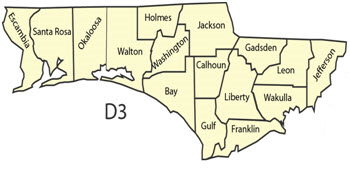 Escambia
Santa Rosa
Okaloosa
Walton
Holmes
Washington
Jackson
Bay
Calhoun
Gulf
Gadsden
Liberty
Franklin
Leon
Wakulla
Jefferson
D3